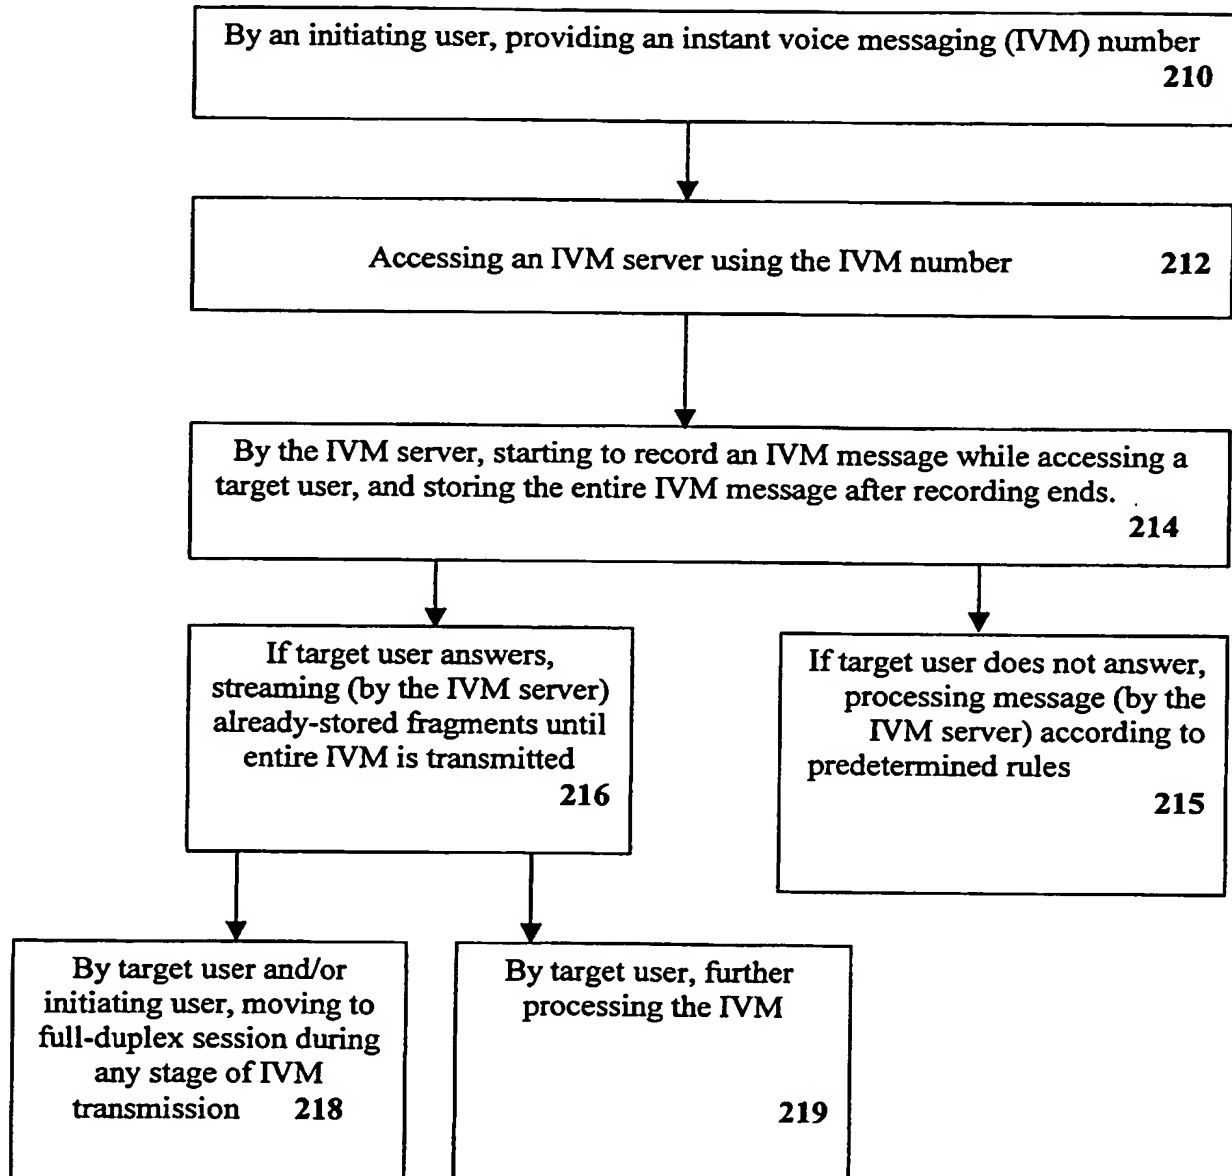 By an initiating user, providing an instant voice messaging (IVM) number
210
Accessing an IVM server using the IVM number 212
By the IVM server, starting to record an IVM message while accessing a
target user, and storing the entire IVM message after recording ends.
214
If target user answers,
streaming (by the IVM server)
already-stored fragments until
entire IVM is transmitted
216
If target user does not answer,
processing message (by the
IVM server) according to
predetermined rules
215
By target user and/or
initiating user, moving to
full-duplex session during
any stage of IVM
transmission 218
By target user, further
processing the IVM
219